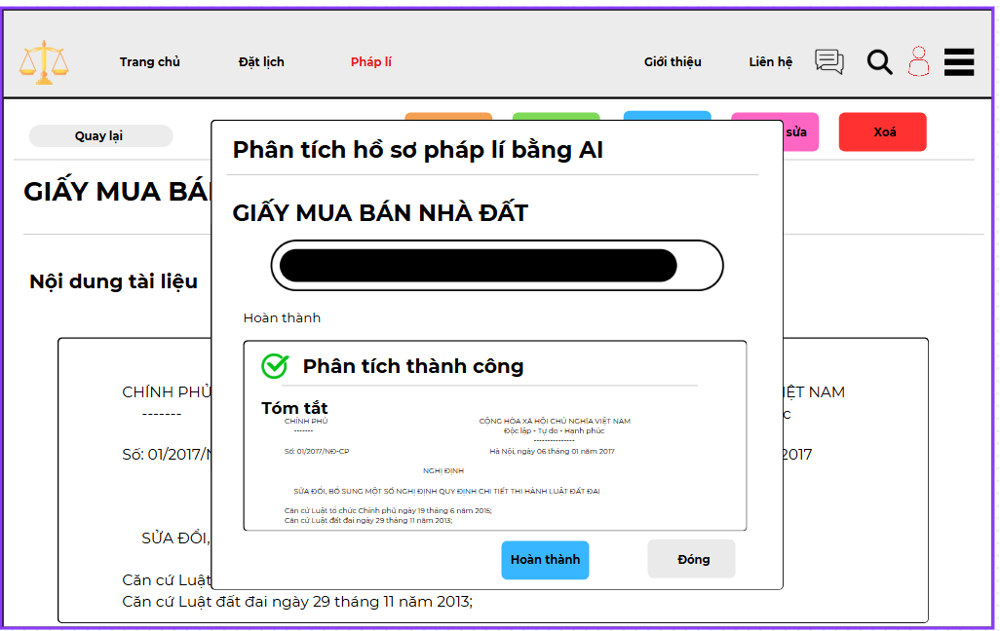 Trang chủ Đặt lịch Pháp lí Giới thiệu Liên hệ
Quay lại
sửa
Xoá
GIẤY MUA BÁ
Nội dung tài liệu
CHÍNH PHỦ
-------
Số: 01/2017/N
SỬA ĐỔI,
Căn cứ Luật
Căn cứ Luật đất đai ngày 29 tháng 11 năm 2013;
IỆT NAM
c
2017
Phân tích hồ sơ pháp lí bằng AI
GIẤY MUA BÁN NHÀ ĐẤT
Hoàn thành
Phân tích thành công
Tóm tắt
CHÍNH PHỦ
-------
CỘNG HÒA XÃ HỘI CHỦ NGHĨA VIỆT NAM
Độc lập - Tự do - Hạnh phúc
---------------
Số: 01/2017/NĐ-CP
Hà Nội, ngày 06 tháng 01 năm 2017
NGHỊ ĐỊNH
SỬA ĐỔI, BỔ SUNG MỘT SỐ NGHỊ ĐỊNH QUY ĐỊNH CHI TIẾT THI HÀNH LUẬT ĐẤT ĐAI
Căn cứ Luật tổ chức Chính phủ ngày 19 tháng 6 năm 2015;
Căn cứ Luật đất đai ngày 29 tháng 11 năm 2013;
Hoàn thành
Đóng